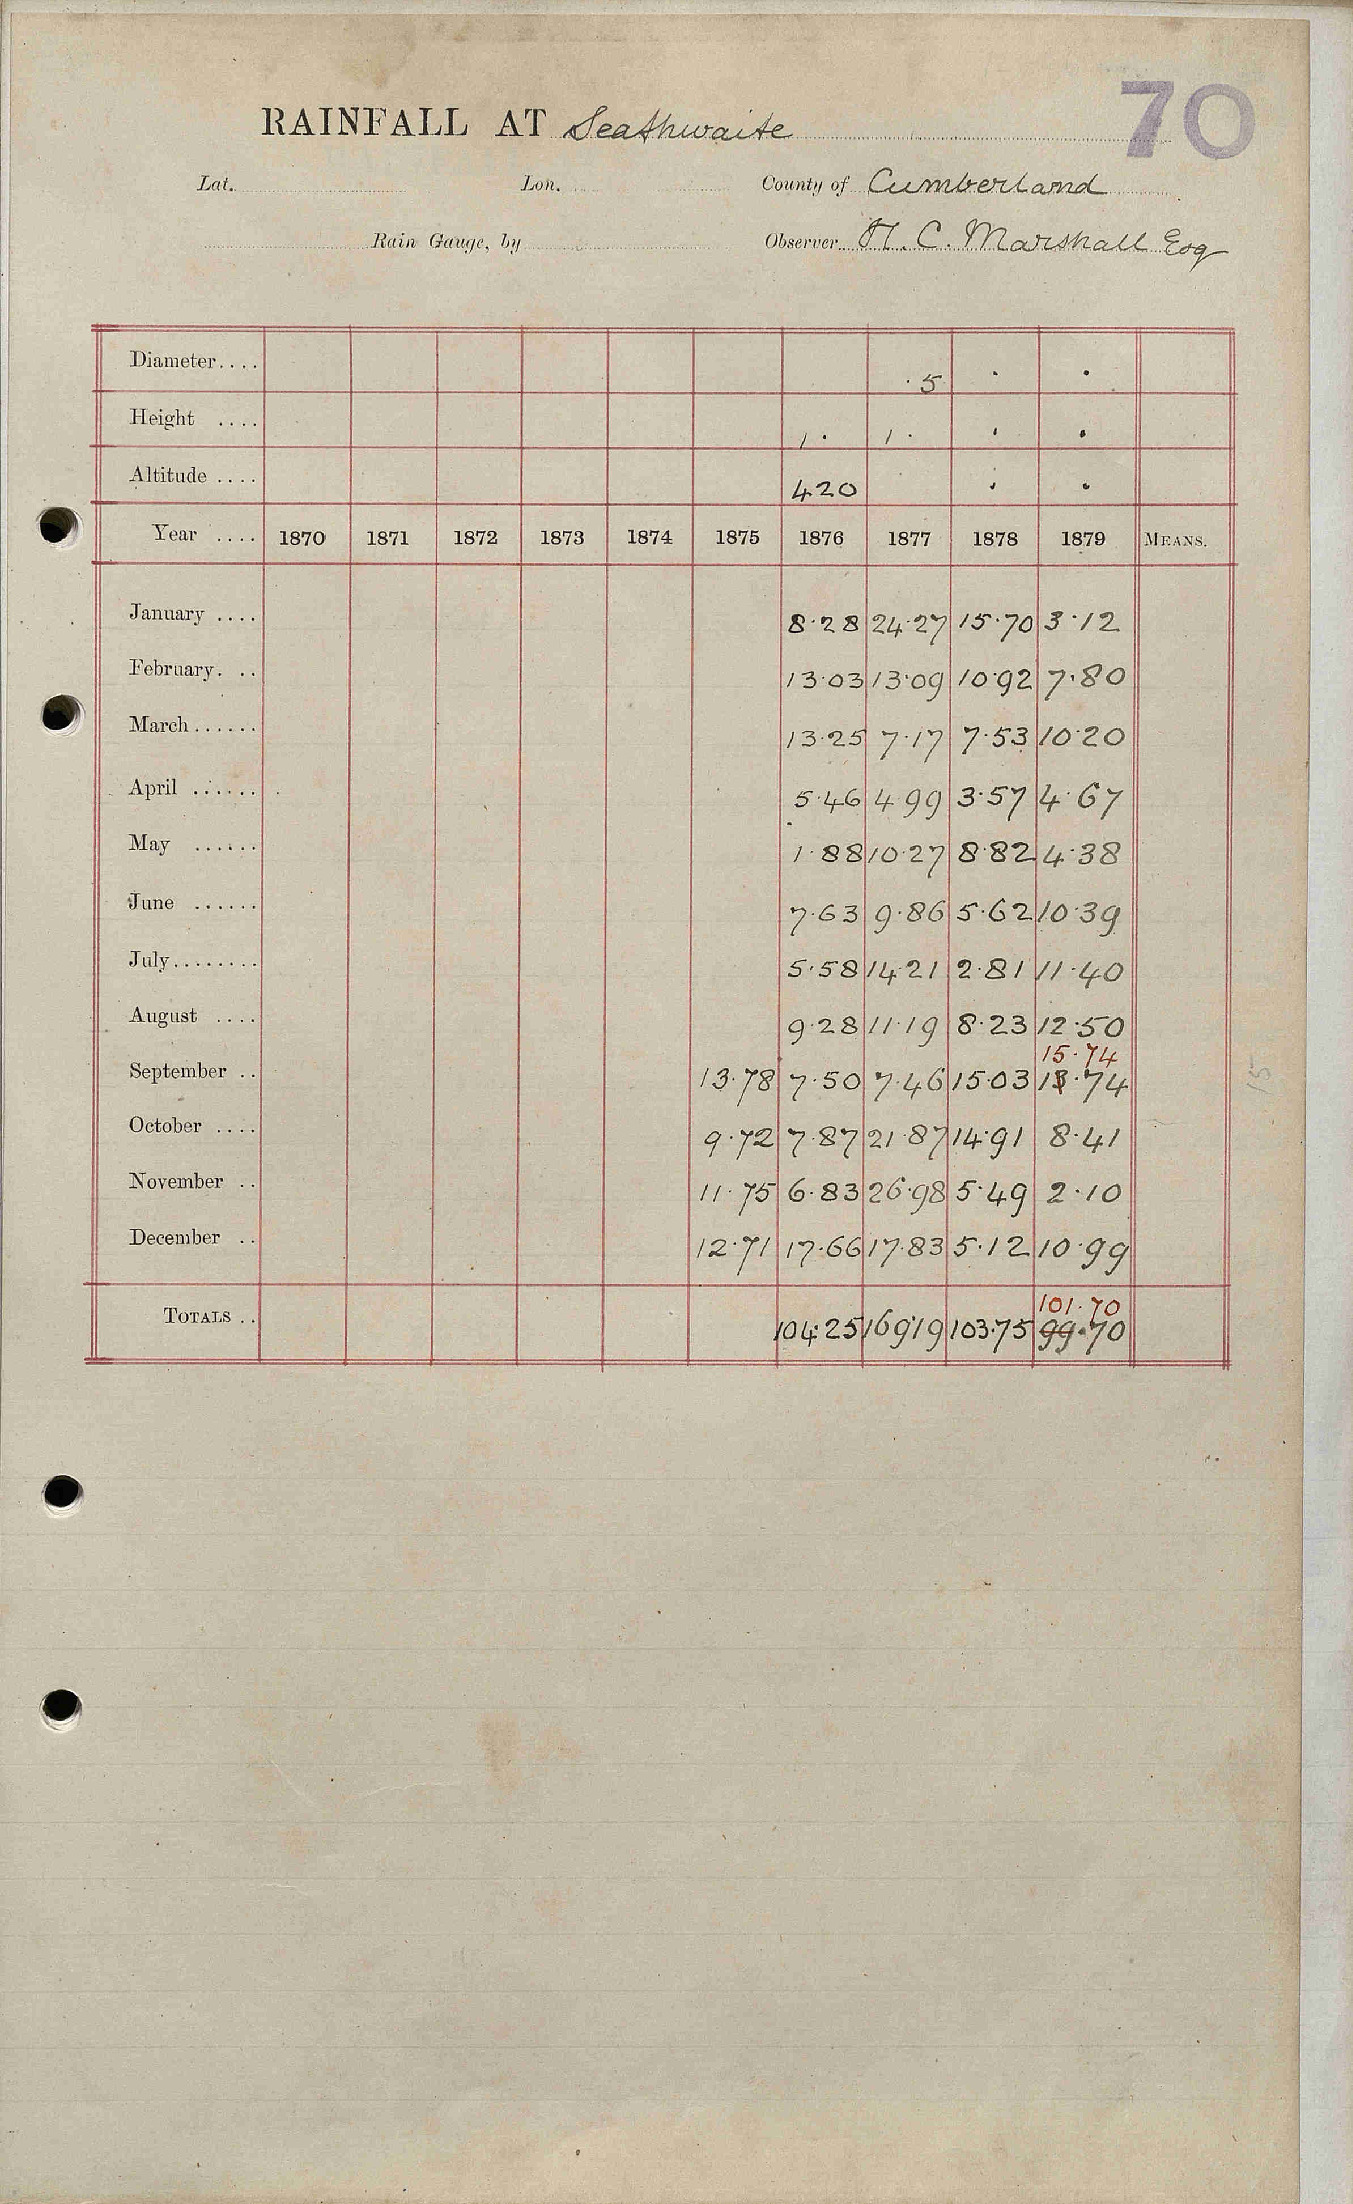 70
RAINFALL AT Seathwaite
Lat. Lon. County of Cumberland
Rain Gauge, by Observer H. C. Marshall Esq
Diameter.... · 5 · ·
Height .... 1 · 1 · · ·
Altitude .... 420 · ·
Year .... 1870 1871 1872 1873 1874 1875 1876 1877 1878 1879 MEANS.
January .... 8·28 24·27 15·70 3·12
February. .. 13·03 13·09 10·92 7·80
March...... 13·25 7·17 7·53 10·20
April ...... 5·46 4·99 3·57 4·67
May ...... 1·88 10·27 8·82 4·38
June ...... 7·63 9·86 5·62 10·39
July........ 5·58 14·21 2·81 11·40
August .... 9·28 11·19 8·23 12·50
15·74
September .. 13·78 7·50 7·46 15·03 13·74
October .... 9·72 7·87 21·87 14·91 8·41
November .. 11·75 6·83 26·98 5·49 2·10
December .. 12·71 17·66 17·83 5·12 10·99
101·70
TOTALS .. 104·25 169·19 103·75 99·70
15